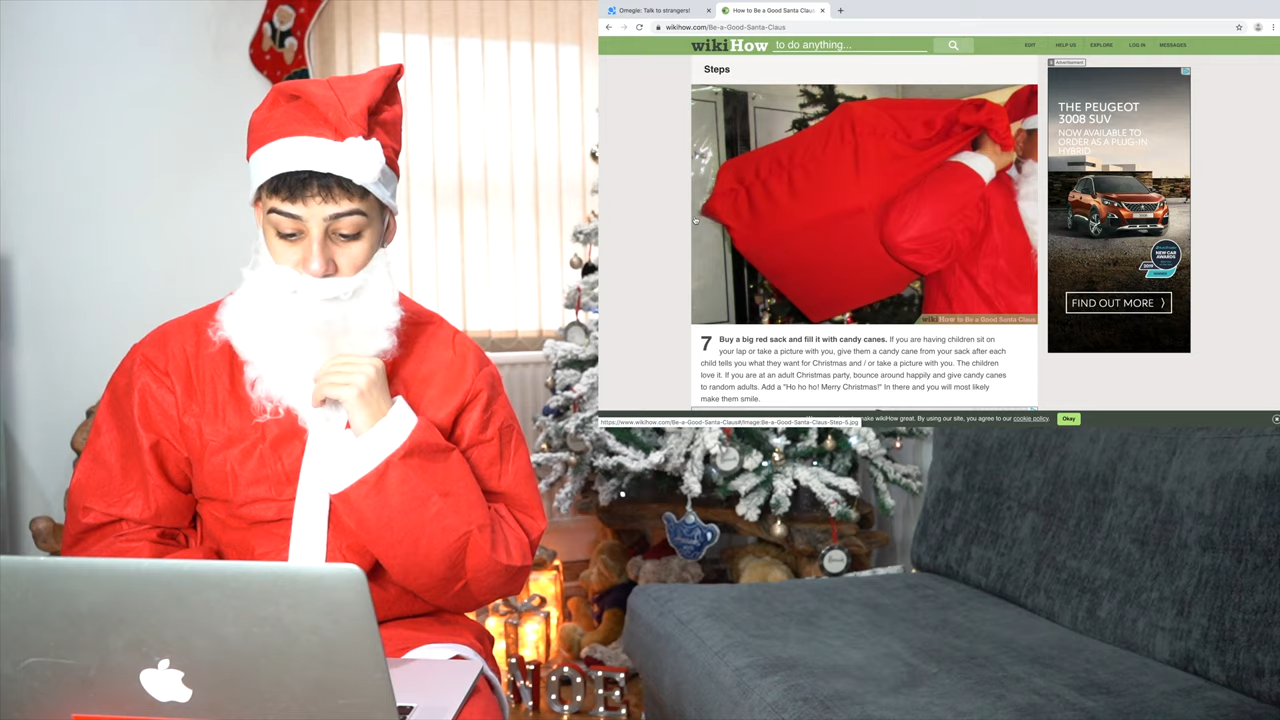 Omegle: Talk to strangers!
How to Be a Good Santa Clau
wikihow.com/Be-a-Good-Santa-Claus
wikiHow to do anything...
EDIT
HELP US
EXPLORE
LOG IN
MESSAGES
Steps
Advertisement
THE PEUGEOT
3008 SUV
NOW AVAILABLE TO
ORDER AS A PLUG-IN
HYBRID
FIND OUT MORE
wikiHow to Be a Good Santa Claus
7 Buy a big red sack and fill it with candy canes. If you are having children sit on
your lap or take a picture with you, give them a candy cane from your sack after each
child tells you what they want for Christmas and / or take a picture with you. The children
love it. If you are at an adult Christmas party, bounce around happily and give candy canes
to random adults. Add a "Ho ho ho! Merry Christmas!" In there and you will most likely
make them smile.
make wikiHow great. By using our site, you agree to our cookie policy.
Okay
https://www.wikihow.com/Be-a-Good-Santa-Claus#/Image:Be-a-Good-Santa-Claus-Step-5.jpg
NOE